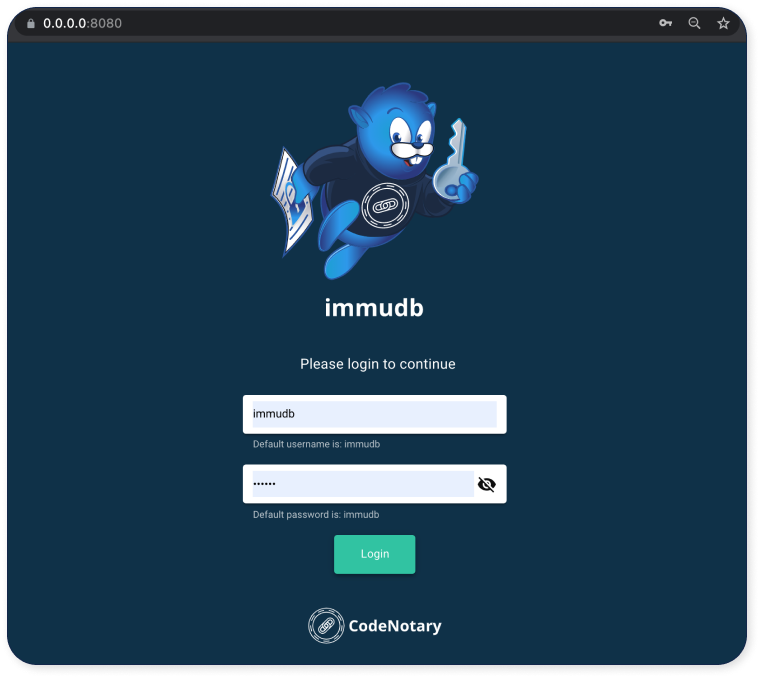 0.0.0.0:8080
immudb
Please login to continue
immudb
Default username is: immudb
••••••
Default password is: immudb
Login
CodeNotary